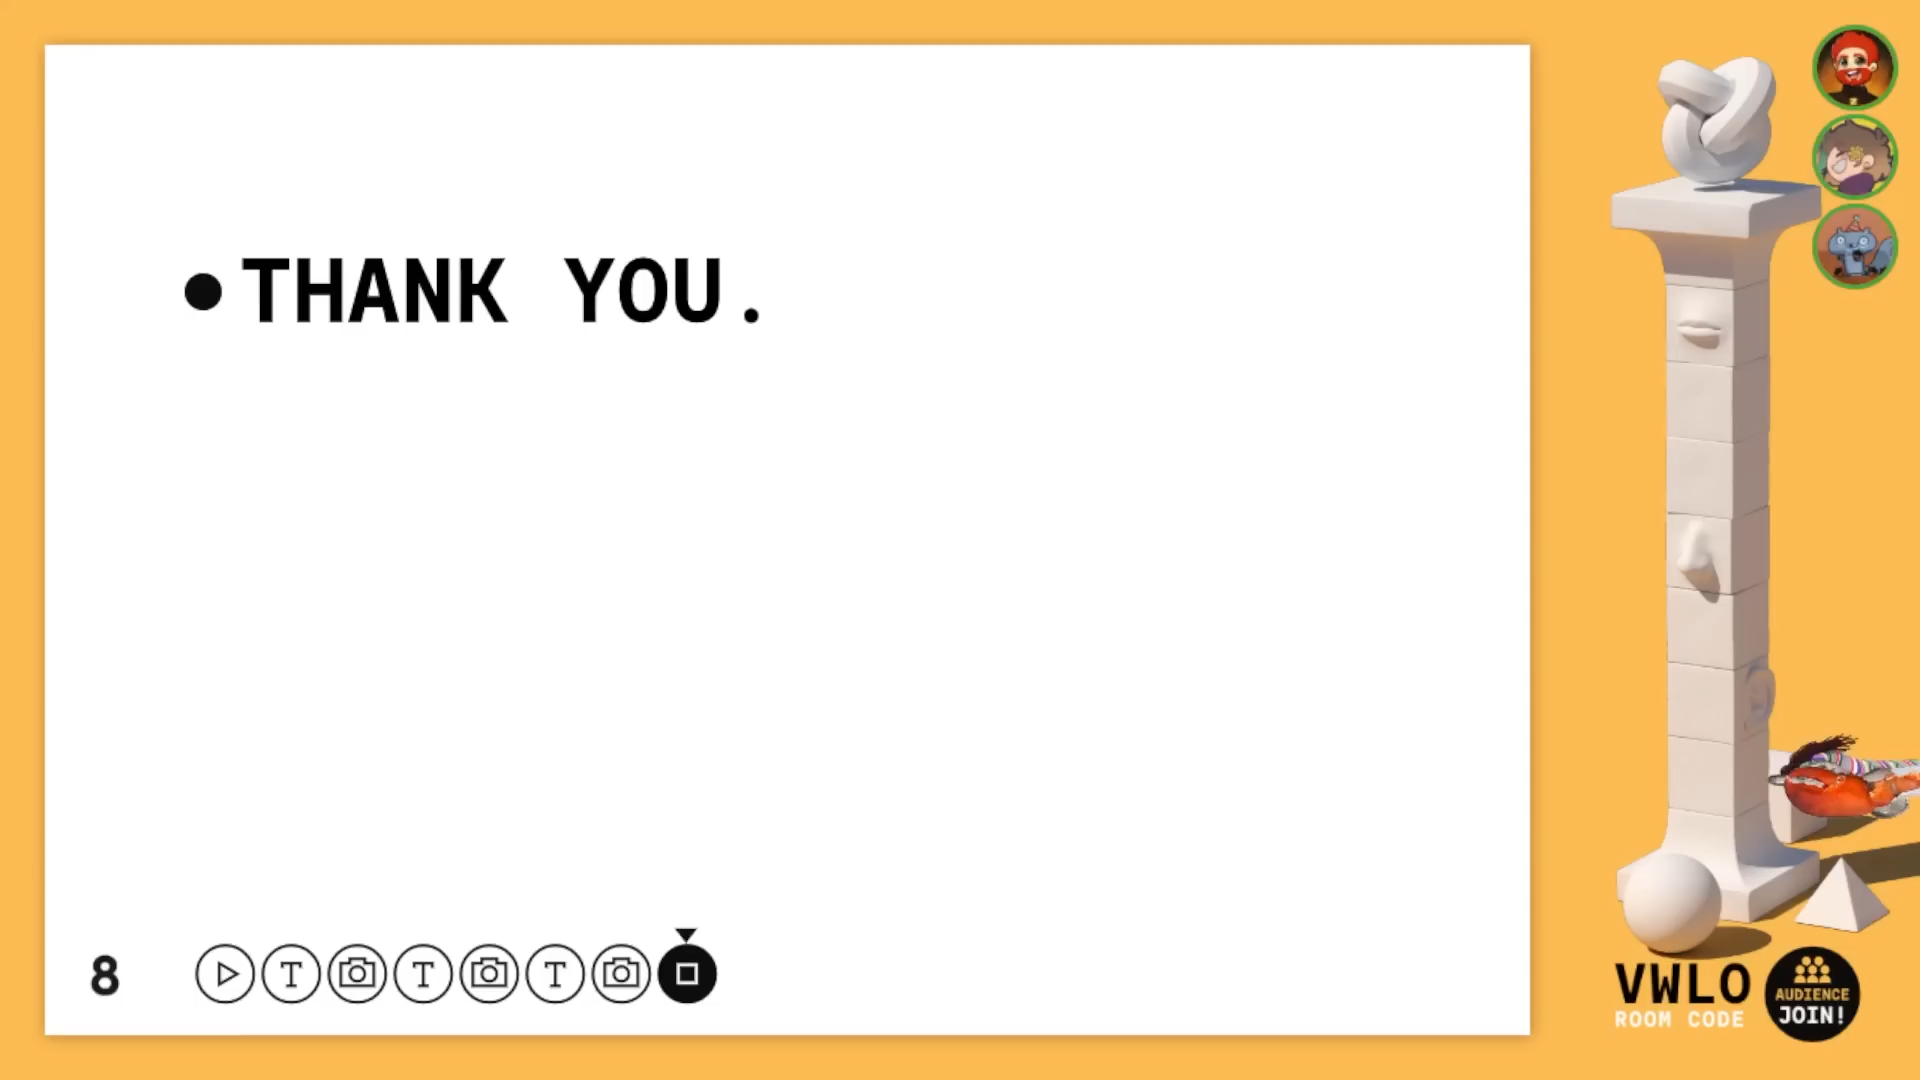 ● THANK YOU.
8
T
T
T
VWLO
ROOM CODE
AUDIENCE
JOIN!